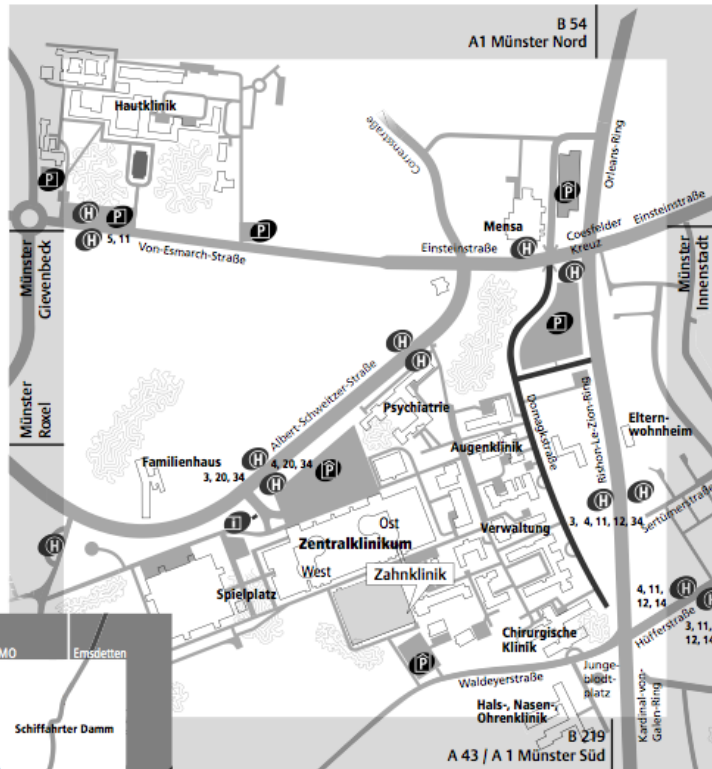 B 54
A1 Münster Nord
Hautklinik
Correnstraße
Orleans-Ring
P
P
H
P
P
H
5, 11
Von-Esmarch-Straße
Einsteinstraße
Mensa
H
Coesfelder
Kreuz
Einsteinstraße
H
Münster
Gievenbeck
Münster
Innenstadt
P
H
H
Münster
Roxel
Albert-Schweitzer-Straße
Psychiatrie
Domagkstraße
Rishon-Le-Zion-Ring
Eltern-
wohnheim
Augenklinik
Familienhaus
H
3, 20, 34
4, 20, 34
H
P
i
H
H
3, 4, 11, 12, 34
Sertürnerstraße
Ost
Zentralklinikum
West
Verwaltung
H
Zahnklinik
Spielplatz
4, 11,
12, 14
H
H
3, 11,
12, 14
Hüfferstraße
Chirurgische
Klinik
P
Waldeyerstraße
Junge-
blodt-
platz
Kardinal-von-
Galen-Ring
Hals-, Nasen-,
Ohrenklinik
MO
Emsdetten
Schiffahrter Damm
B 219
A 43 / A 1 Münster Süd